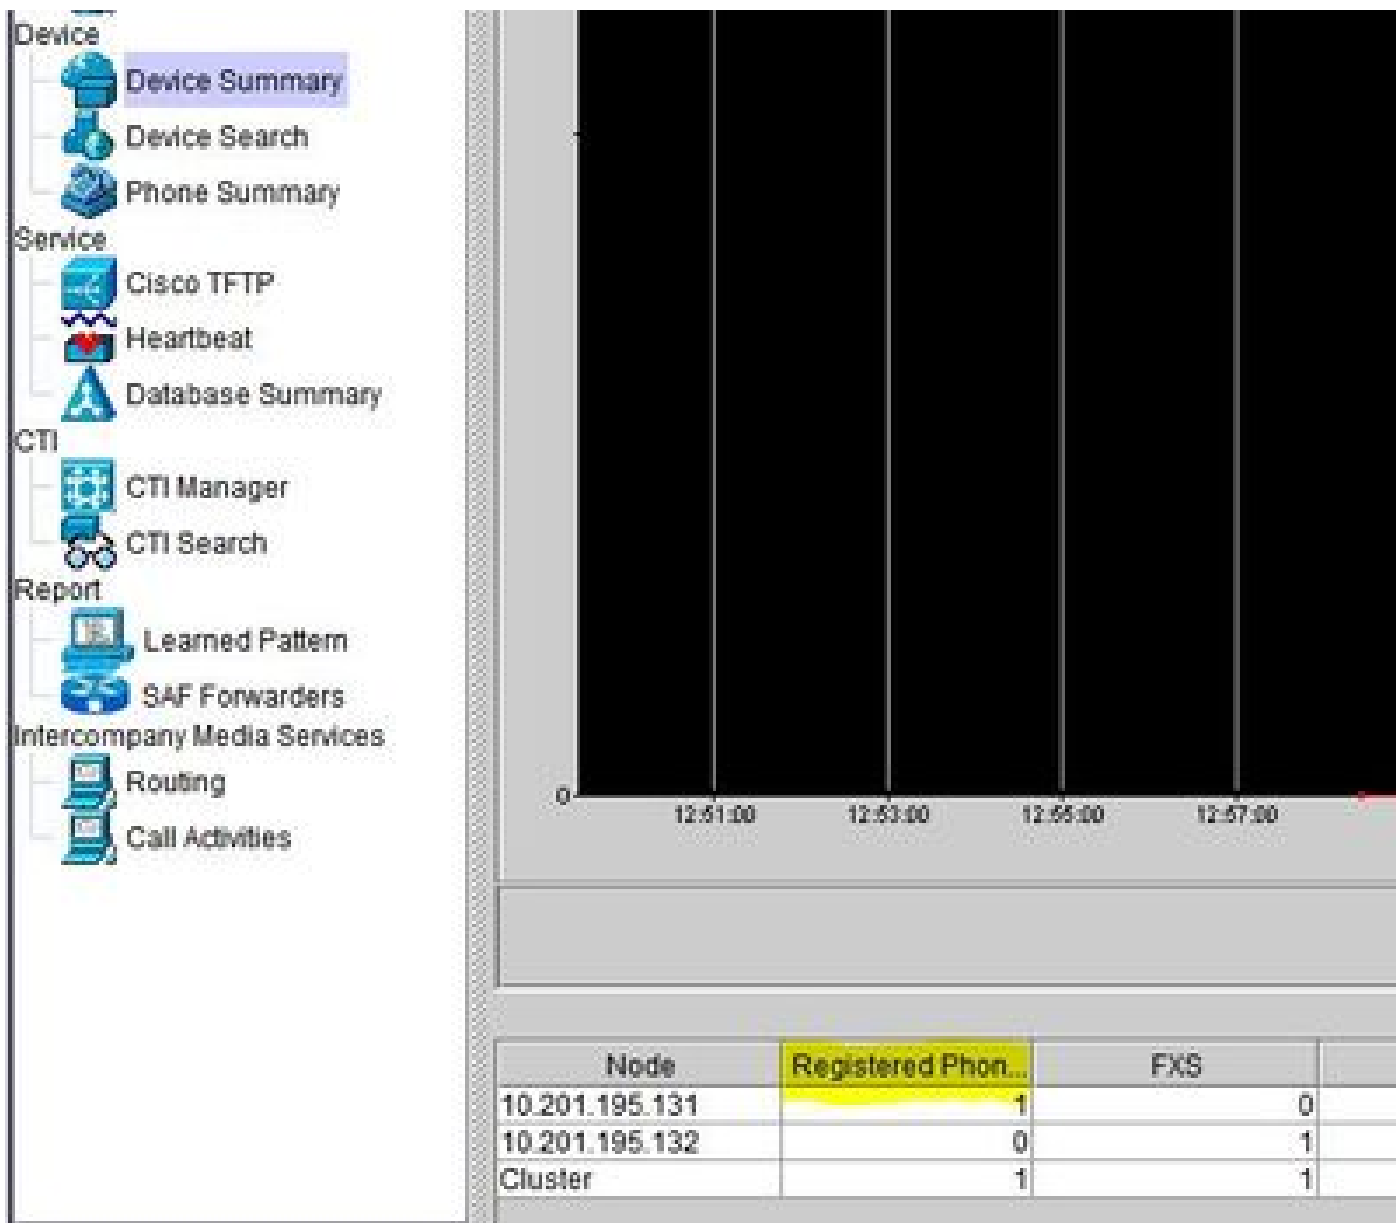 Device
Device Summary
Device Search
Phone Summary
Service
Cisco TFTP
Heartbeat
Database Summary
CTI
CTI Manager
CTI Search
Report
Learned Pattern
SAF Forwarders
Intercompany Media Services
Routing
Call Activities
0
12:51:00 12:53:00 12:55:00 12:57:00
Node Registered Phon... FXS
10.201.195.131 1 0
10.201.195.132 0 1
Cluster 1 1